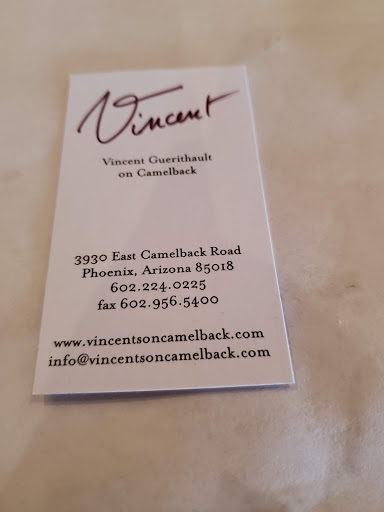 Vincent
Vincent Guerithault
on Camelback
3930 East Camelback Road
Phoenix, Arizona 85018
602.224.0225
fax 602.956.5400
www.vincentsoncamelback.com
info@vincentsoncamelback.com